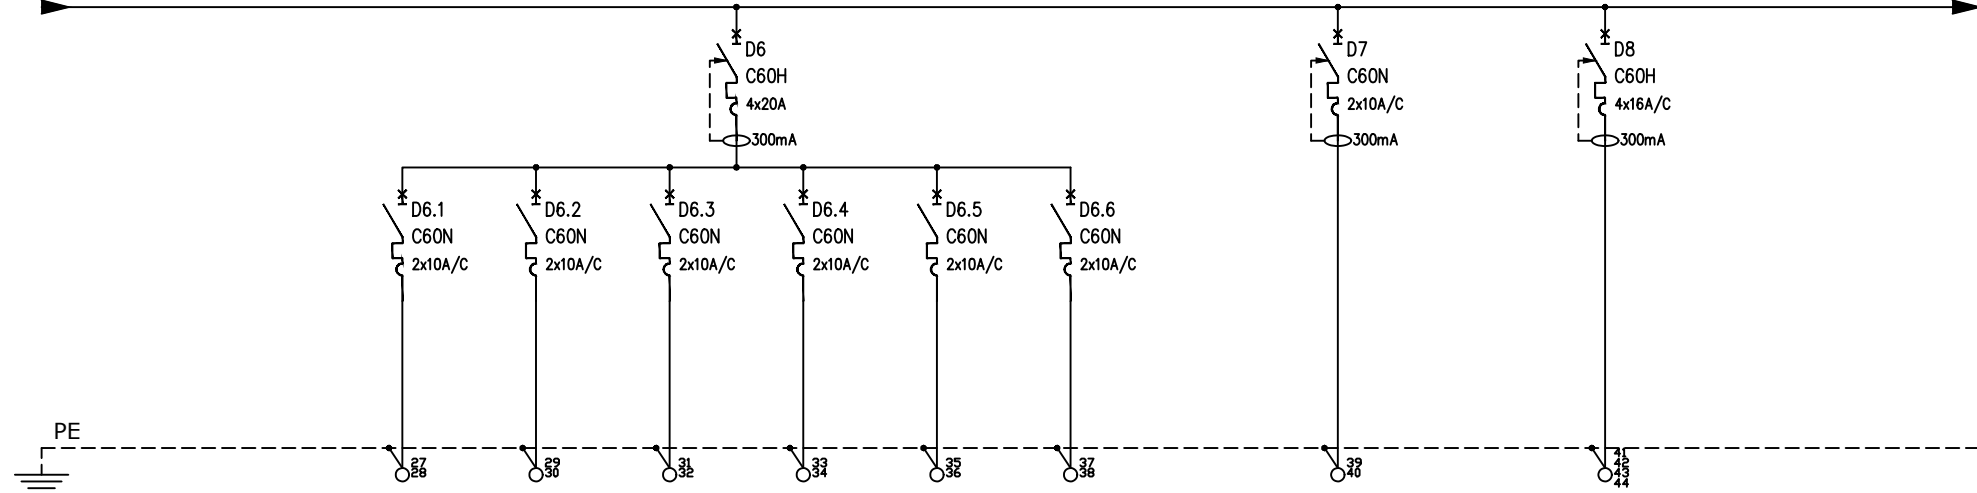 D6
C60H
4x20A
300mA
D7
C60N
2x10A/C
300mA
D8
C60H
4x16A/C
300mA
D6.1
C60N
2x10A/C
D6.2
C60N
2x10A/C
D6.3
C60N
2x10A/C
D6.4
C60N
2x10A/C
D6.5
C60N
2x10A/C
D6.6
C60N
2x10A/C
PE
27
28
29
30
31
32
33
34
35
36
37
38
39
40
41
42
43
44